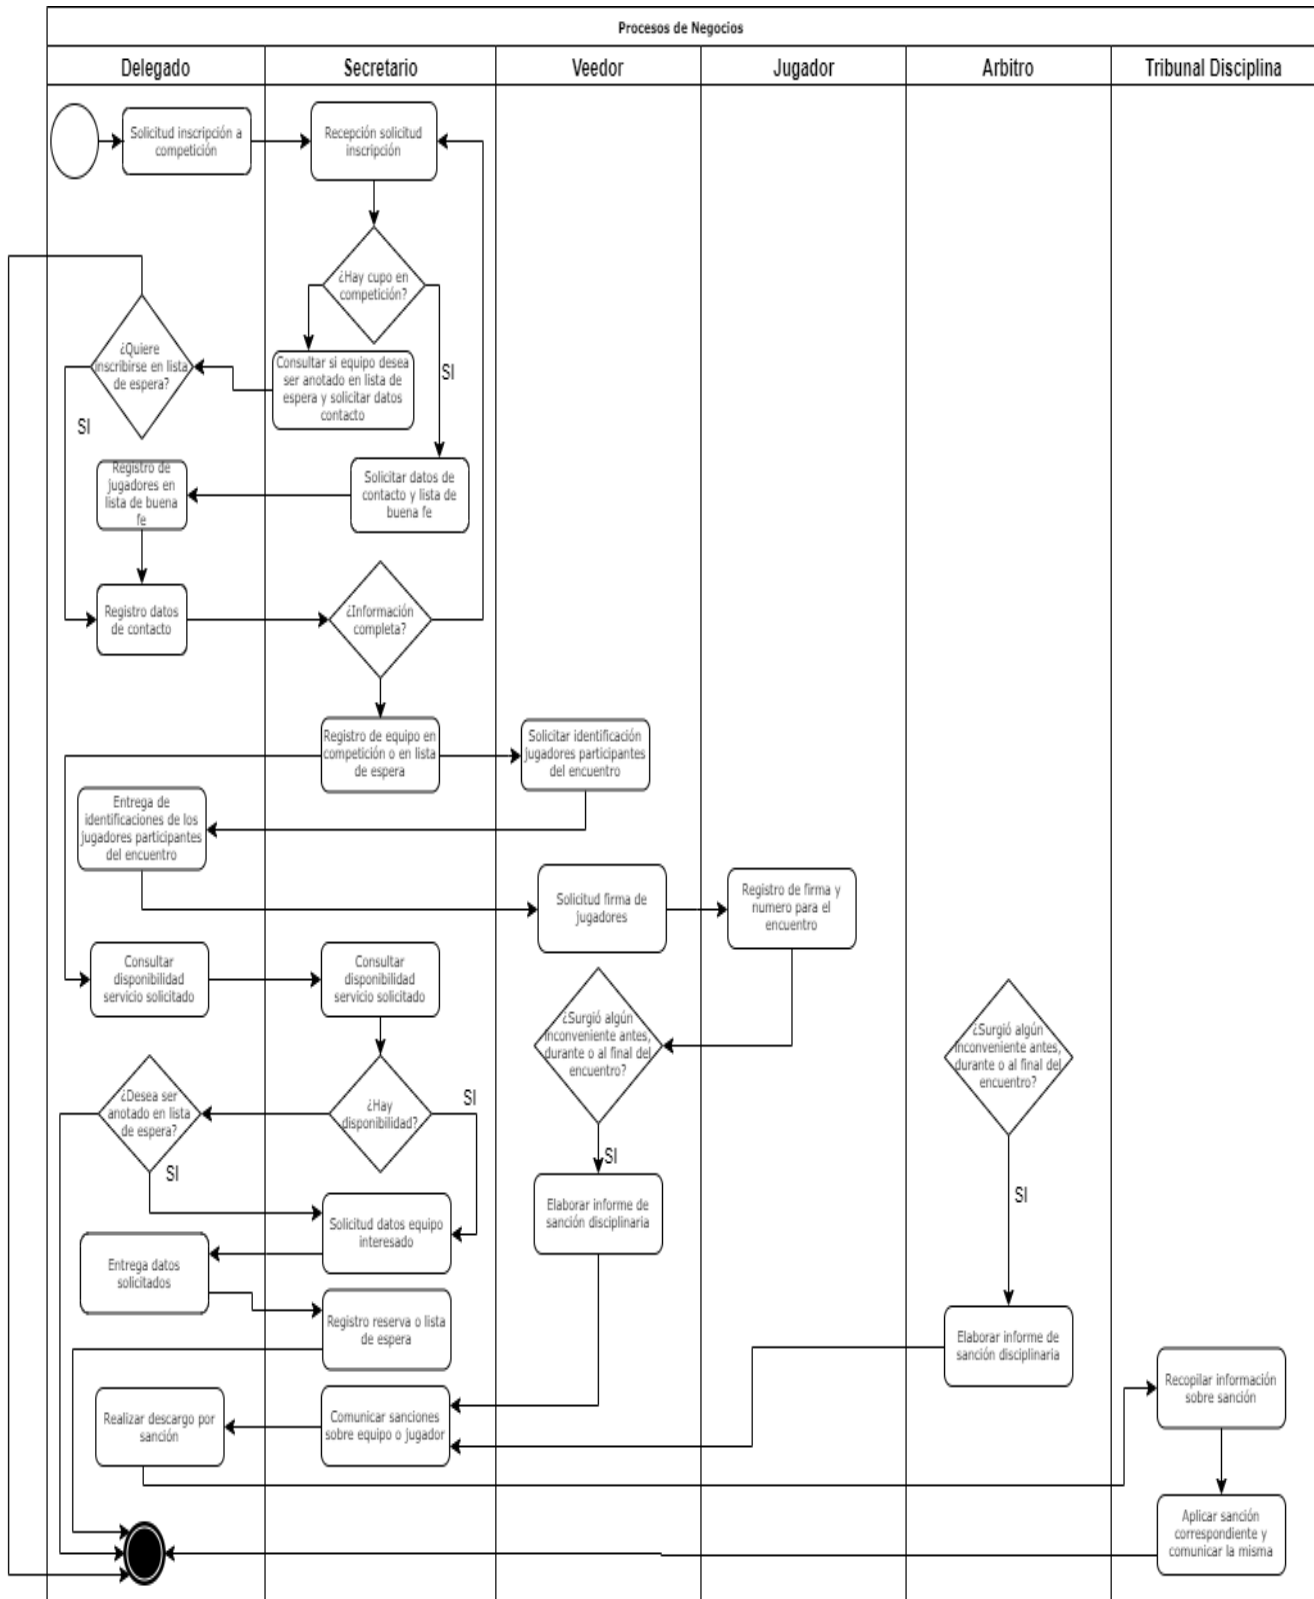 Procesos de Negocios
Delegado
Secretario
Veedor
Jugador
Arbitro
Tribunal Disciplina
Solicitud inscripción a
competición
Recepción solicitud
inscripción
¿Hay cupo en
competición?
¿Quiere
inscribirse en lista
de espera?
Consultar si equipo desea
ser anotado en lista de
espera y solicitar datos
contacto
SI
SI
Registro de
jugadores en
lista de buena
fe
Solicitar datos de
contacto y lista de
buena fe
Registro datos
de contacto
¿Información
completa?
Registro de equipo en
competición o en lista
de espera
Solicitar identificación
jugadores participantes
del encuentro
Entrega de
identificaciones de los
jugadores participantes
del encuentro
Solicitud firma de
jugadores
Registro de firma y
numero para el
encuentro
Consultar
disponibilidad
servicio solicitado
Consultar
disponibilidad
servicio solicitado
¿Surgió algún
inconveniente antes,
durante o al final del
encuentro?
¿Surgió algún
inconveniente antes,
durante o al final del
encuentro?
¿Desea ser
anotado en lista
de espera?
¿Hay
disponibilidad?
SI
SI
SI
SI
Solicitud datos equipo
interesado
Elaborar informe de
sanción disciplinaria
Entrega datos
solicitados
Registro reserva o lista
de espera
Elaborar informe de
sanción disciplinaria
Recopilar información
sobre sanción
Realizar descargo por
sanción
Comunicar sanciones
sobre equipo o jugador
Aplicar sanción
correspondiente y
comunicar la misma